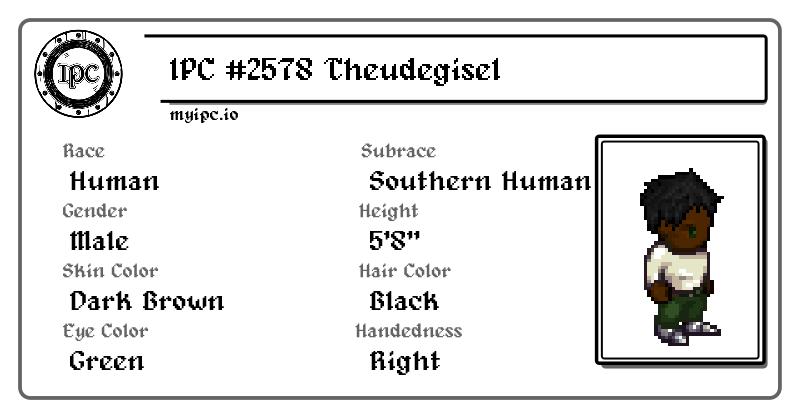 IPC
IPC #2578 Theudegisel
myipc.io
Race
Subrace
Human
Southern Human
Gender
Height
Male
5'8"
Skin Color
Hair Color
Dark Brown
Black
Eye Color
Handedness
Green
Right